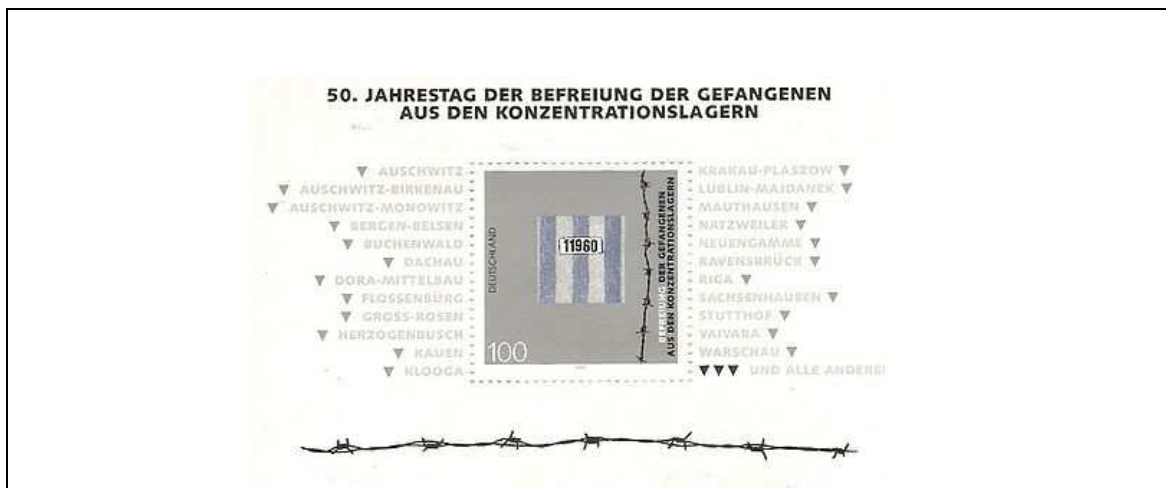 50. JAHRESTAG DER BEFREIUNG DER GEFANGENEN
AUS DEN KONZENTRATIONSLAGERN
AUSCHWITZ
AUSCHWITZ-BIRKENAU
AUSCHWITZ-MONOWITZ
BERGEN-BELSEN
BUCHENWALD
DACHAU
DORA-MITTELBAU
FLOSSENBÜRG
GROSS-ROSEN
HERZOGENBUSCH
KAUEN
KLOOGA
DEUTSCHLAND
11960
100
BEFREIUNG DER GEFANGENEN
AUS DEN KONZENTRATIONSLAGERN
KRAKAU-PLASZOW
LUBLIN-MAJDANEK
MAUTHAUSEN
NATZWEILER
NEUENGAMME
RAVENSBRÜCK
RIGA
SACHSENHAUSEN
STUTTHOF
VAIVARA
WARSCHAU
UND ALLE ANDEREN